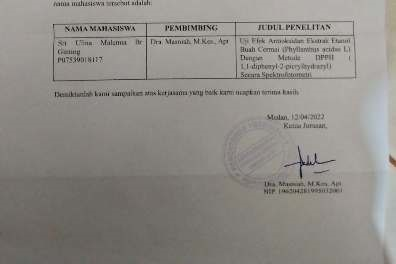 nama mahasiswa tersebut adalah:
NAMA MAHASISWA PEMBIMBING JUDUL PENELITAN
Sri Ulina Malemna Br Dra. Masniah, M.Kes, Apt Uji Efek Antioksidan Ekstrak Etanol
Ginting Buah Cermai (Phyllanthus acidus L)
P07539018117 Dengan Metode DPPH (
1,1-diphenyl-2-picrylhydrazyl)
Secara Spektrofotometri
Demikianlah kami sampaikan atas kerjasama yang baik kami ucapkan terima kasih.
Medan, 12/04/2022
Ketua Jurusan,
Dra. Masniah, M.Kes, Apt
NIP. 196204281995032001